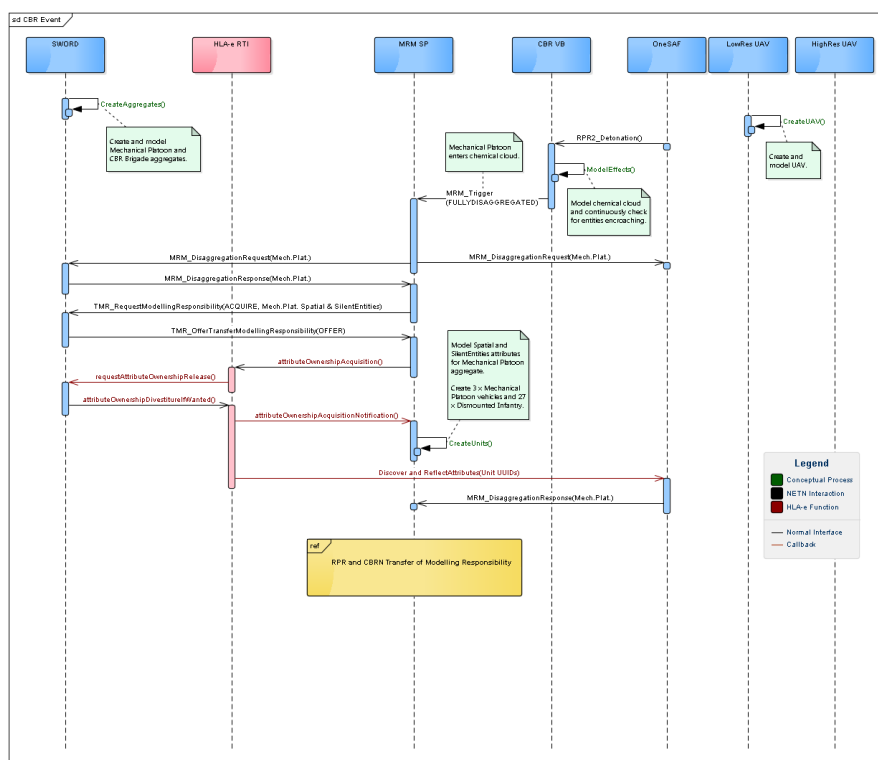 sd CBR Event
SWORD
HLA-e RTI
MRM SP
CBR VB
OneSAF
LowRes UAV
HighRes UAV
CreateAggregates()
Create and model
Mechanical Platoon and
CBR Brigade aggregates.
Mechanical Platoon
enters chemical cloud.
RPR2_Detonation()
CreateUAV()
Create and
model UAV.
ModelEffects()
MRM_Trigger
(FULLYDISAGGREGATED)
Model chemical cloud
and continuously check
for entities encroaching.
MRM_DisaggregationRequest(Mech.Plat.)
MRM_DisaggregationRequest(Mech.Plat.)
MRM_DisaggregationResponse(Mech.Plat.)
TMR_RequestModellingResponsibility(ACQUIRE, Mech.Plat. Spatial & SilentEntities)
TMR_OfferTransferModellingResponsibility(OFFER)
Model Spatial and
SilentEntities attributes
for Mechanical Platoon
aggregate.
Create 3 × Mechanical
Platoon vehicles and 27
× Dismounted Infantry.
attributeOwnershipAcquisition()
requestAttributeOwnershipRelease()
attributeOwnershipDivestitureIfWanted()
attributeOwnershipAcquisitionNotification()
CreateUnits()
Discover and ReflectAttributes(Unit UUIDs)
MRM_DisaggregationResponse(Mech.Plat.)
Legend
Conceptual Process
NETN Interaction
HLA-e Function
Normal Interface
Callback
ref
RPR and CBRN Transfer of Modelling Responsibility